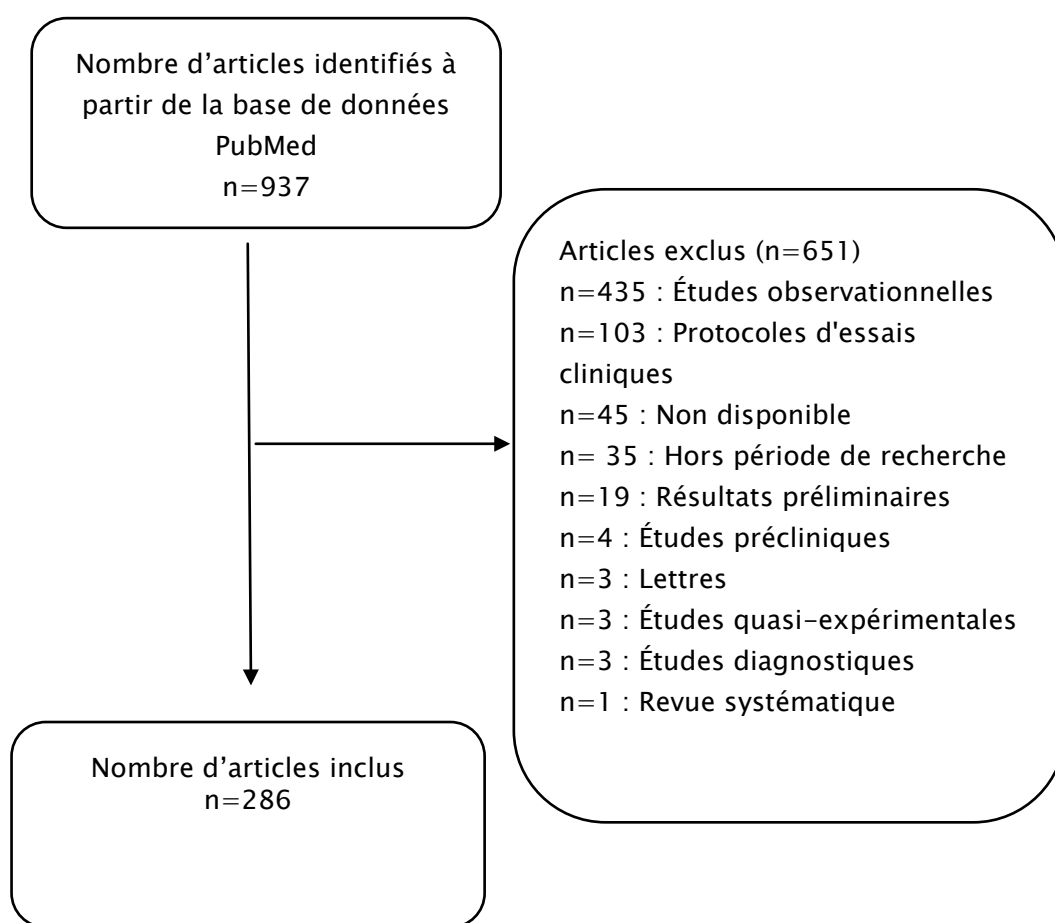 Nombre d’articles identifiés à
partir de la base de données
PubMed
n=937
Articles exclus (n=651)
n=435 : Études observationnelles
n=103 : Protocoles d'essais
cliniques
n=45 : Non disponible
n= 35 : Hors période de recherche
n=19 : Résultats préliminaires
n=4 : Études précliniques
n=3 : Lettres
n=3 : Études quasi-expérimentales
n=3 : Études diagnostiques
n=1 : Revue systématique
Nombre d’articles inclus
n=286